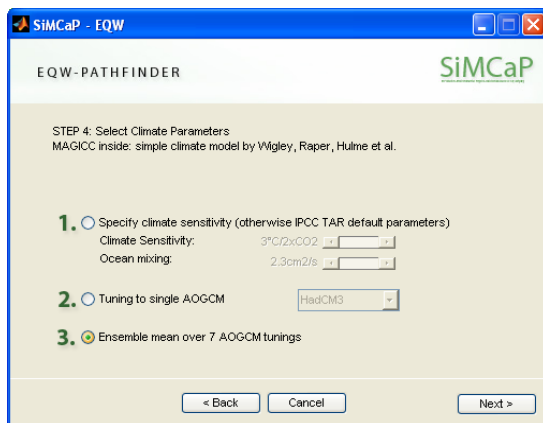 SiMCaP - EQW
EQW-PATHFINDER
SiMCaP
STEP 4: Select Climate Parameters
MAGICC inside: simple climate model by Wigley, Raper, Hulme et al.
1. Specify climate sensitivity (otherwise IPCC TAR default parameters)
Climate Sensitivity: 3°C/2xCO2
Ocean mixing: 2.3cm2/s
2. Tuning to single AOGCM HadCM3
3. Ensemble mean over 7 AOGCM tunings
< Back Cancel Next >